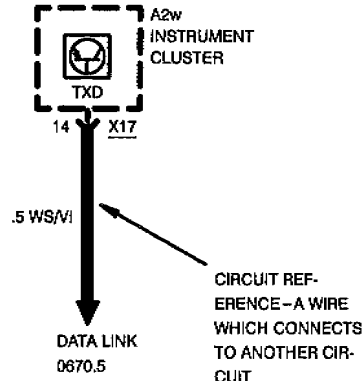 A2w
INSTRUMENT
CLUSTER
TXD
14 X17
.5 WS/VI
CIRCUIT REF-
ERENCE–A WIRE
WHICH CONNECTS
TO ANOTHER CIR-
CUIT
DATA LINK
0670.5